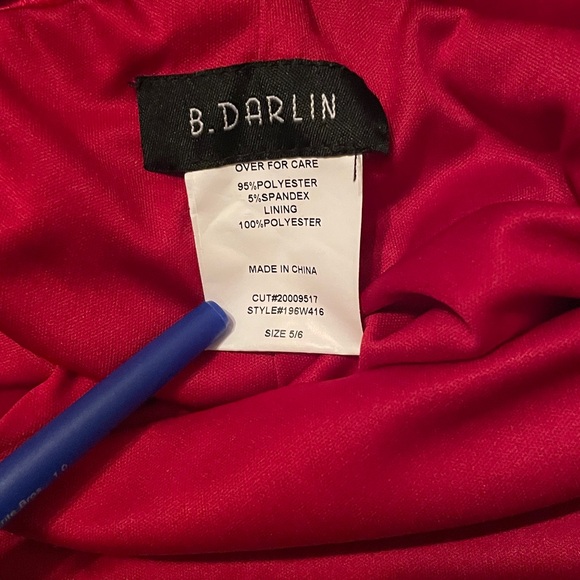 B. DARLIN
OVER FOR CARE
95%POLYESTER
5%SPANDEX
LINING
100%POLYESTER
MADE IN CHINA
CUT#20009517
STYLE#196W416
SIZE 5/6